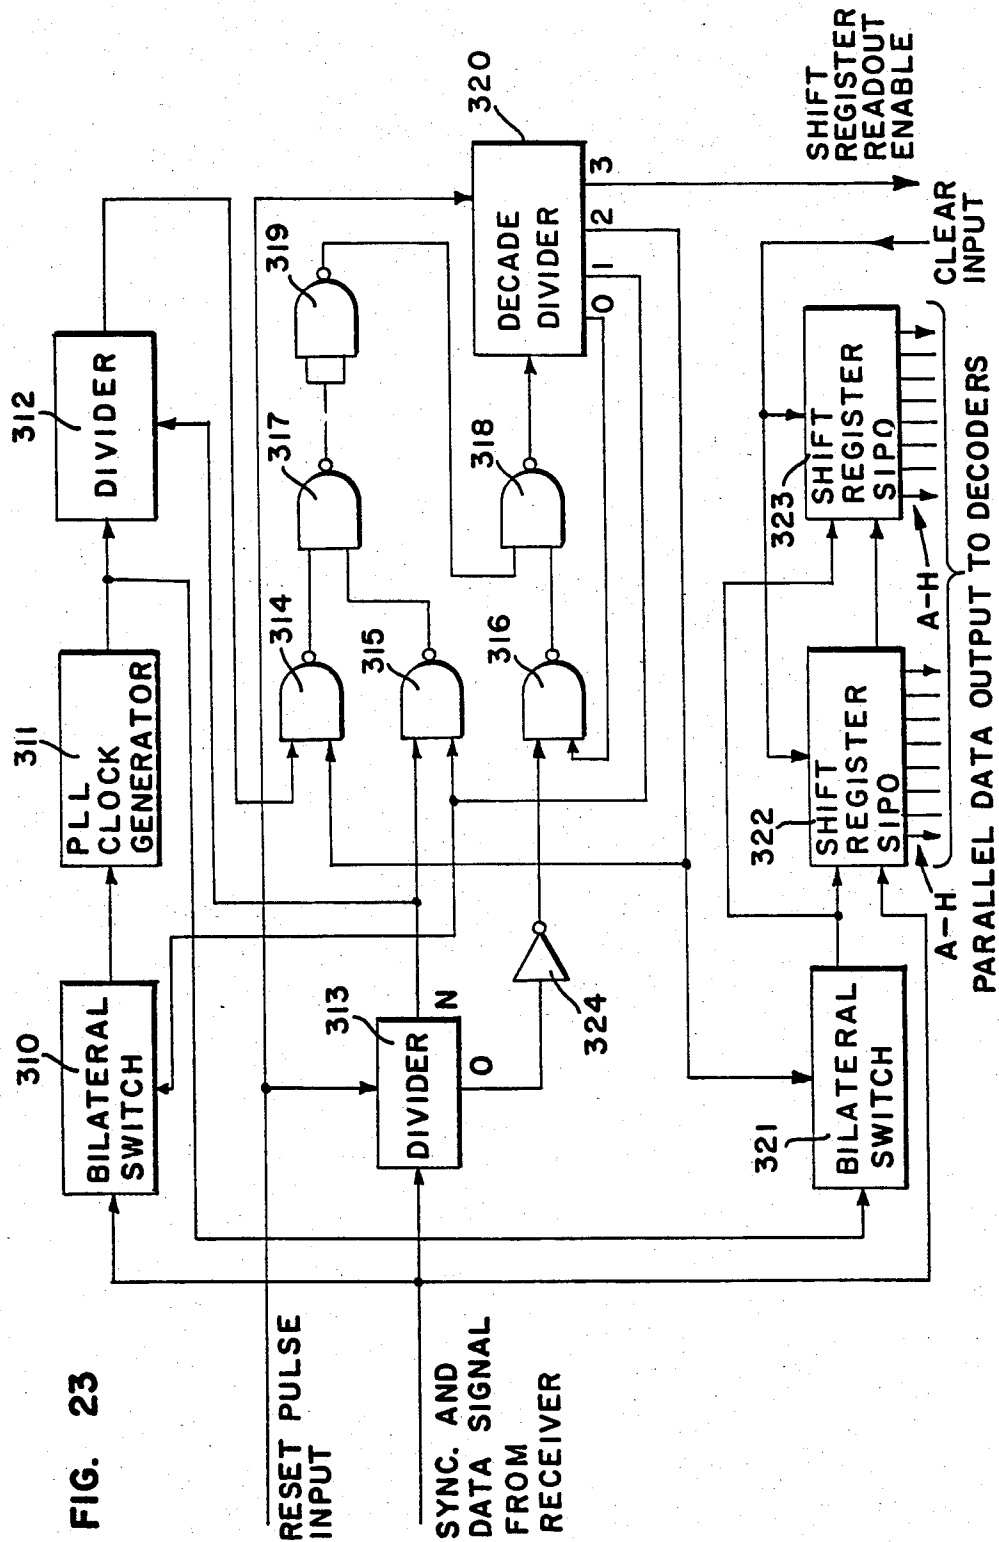 FIG. 23
310
BILATERAL
SWITCH
311
PLL
CLOCK
GENERATOR
312
DIVIDER
RESET PULSE
INPUT
SYNC. AND
DATA SIGNAL
FROM
RECEIVER
313
DIVIDER
N
O
324
314
315
316
317
318
319
320
DECADE
DIVIDER
0
1
2
3
321
BILATERAL
SWITCH
322
SHIFT
REGISTER
SIPO
323
SHIFT
REGISTER
SIPO
A-H
A-H
PARALLEL DATA OUTPUT TO DECODERS
CLEAR
INPUT
SHIFT
REGISTER
READOUT
ENABLE